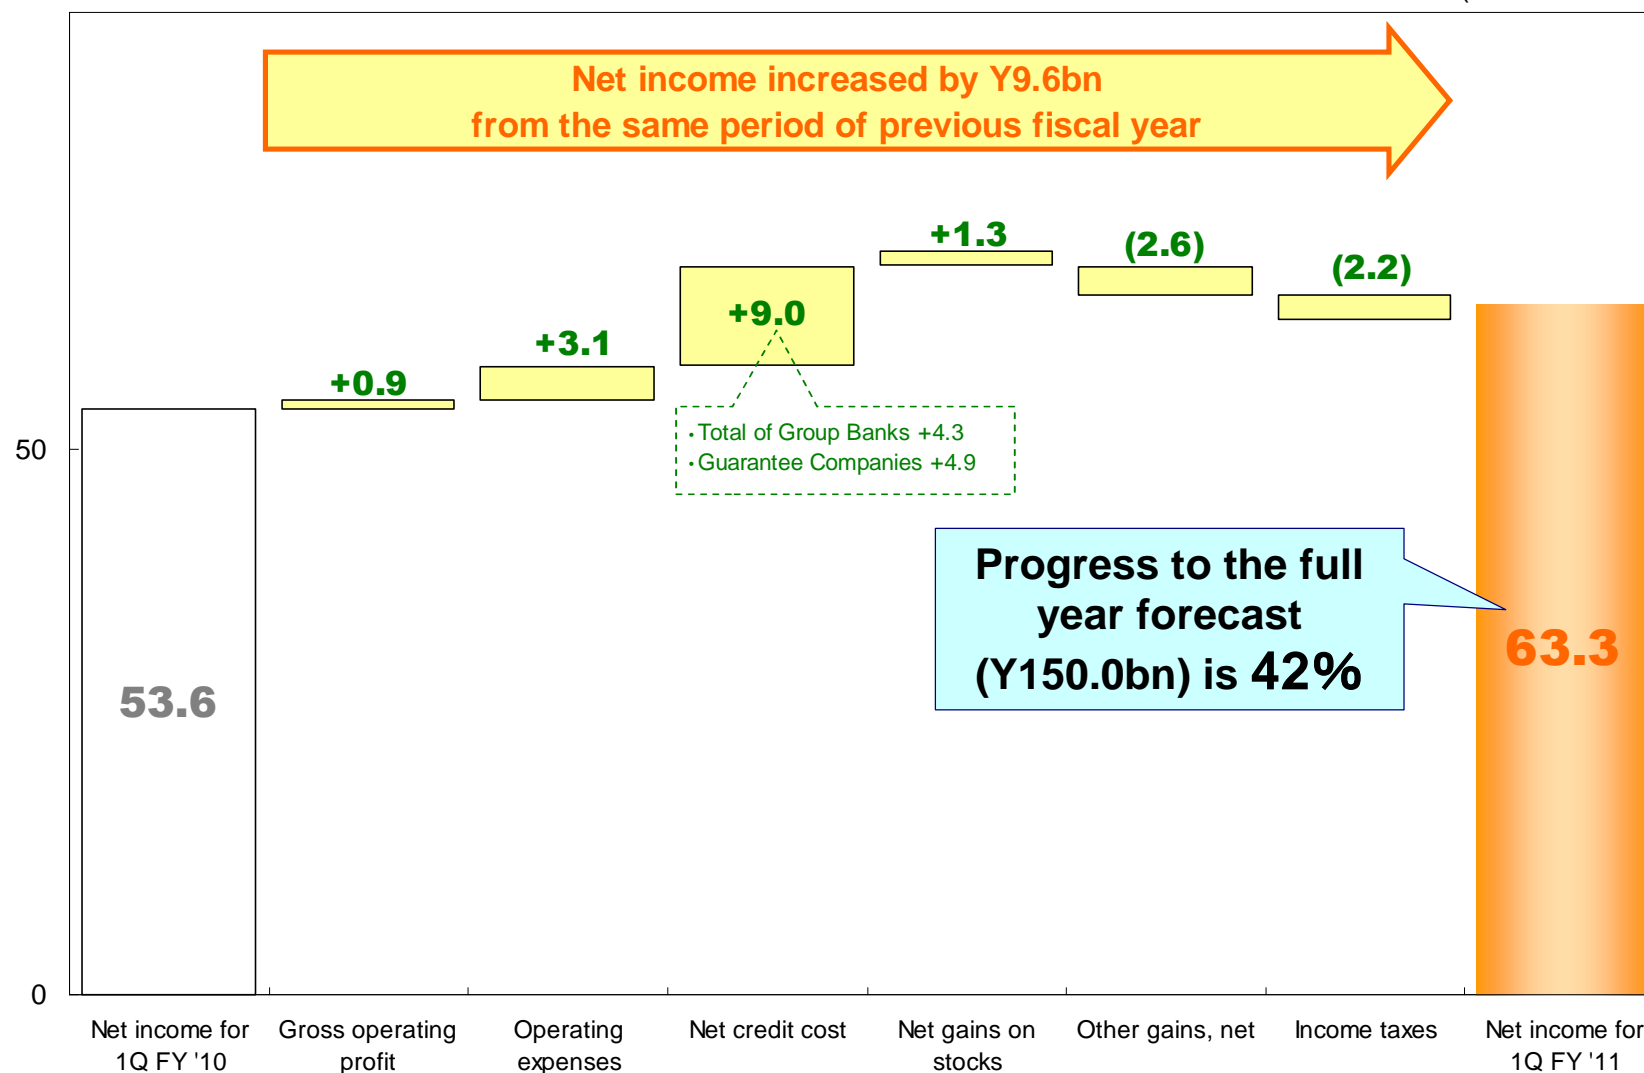 (
Net income increased by Y9.6bn
from the same period of previous fiscal year
+1.3
(2.6)
(2.2)
+9.0
+3.1
+0.9
・Total of Group Banks +4.3
・Guarantee Companies +4.9
50
Progress to the full
year forecast
(Y150.0bn) is 42%
63.3
53.6
0
Net income for
1Q FY '10
Gross operating
profit
Operating
expenses
Net credit cost
Net gains on
stocks
Other gains, net
Income taxes
Net income for
1Q FY '11